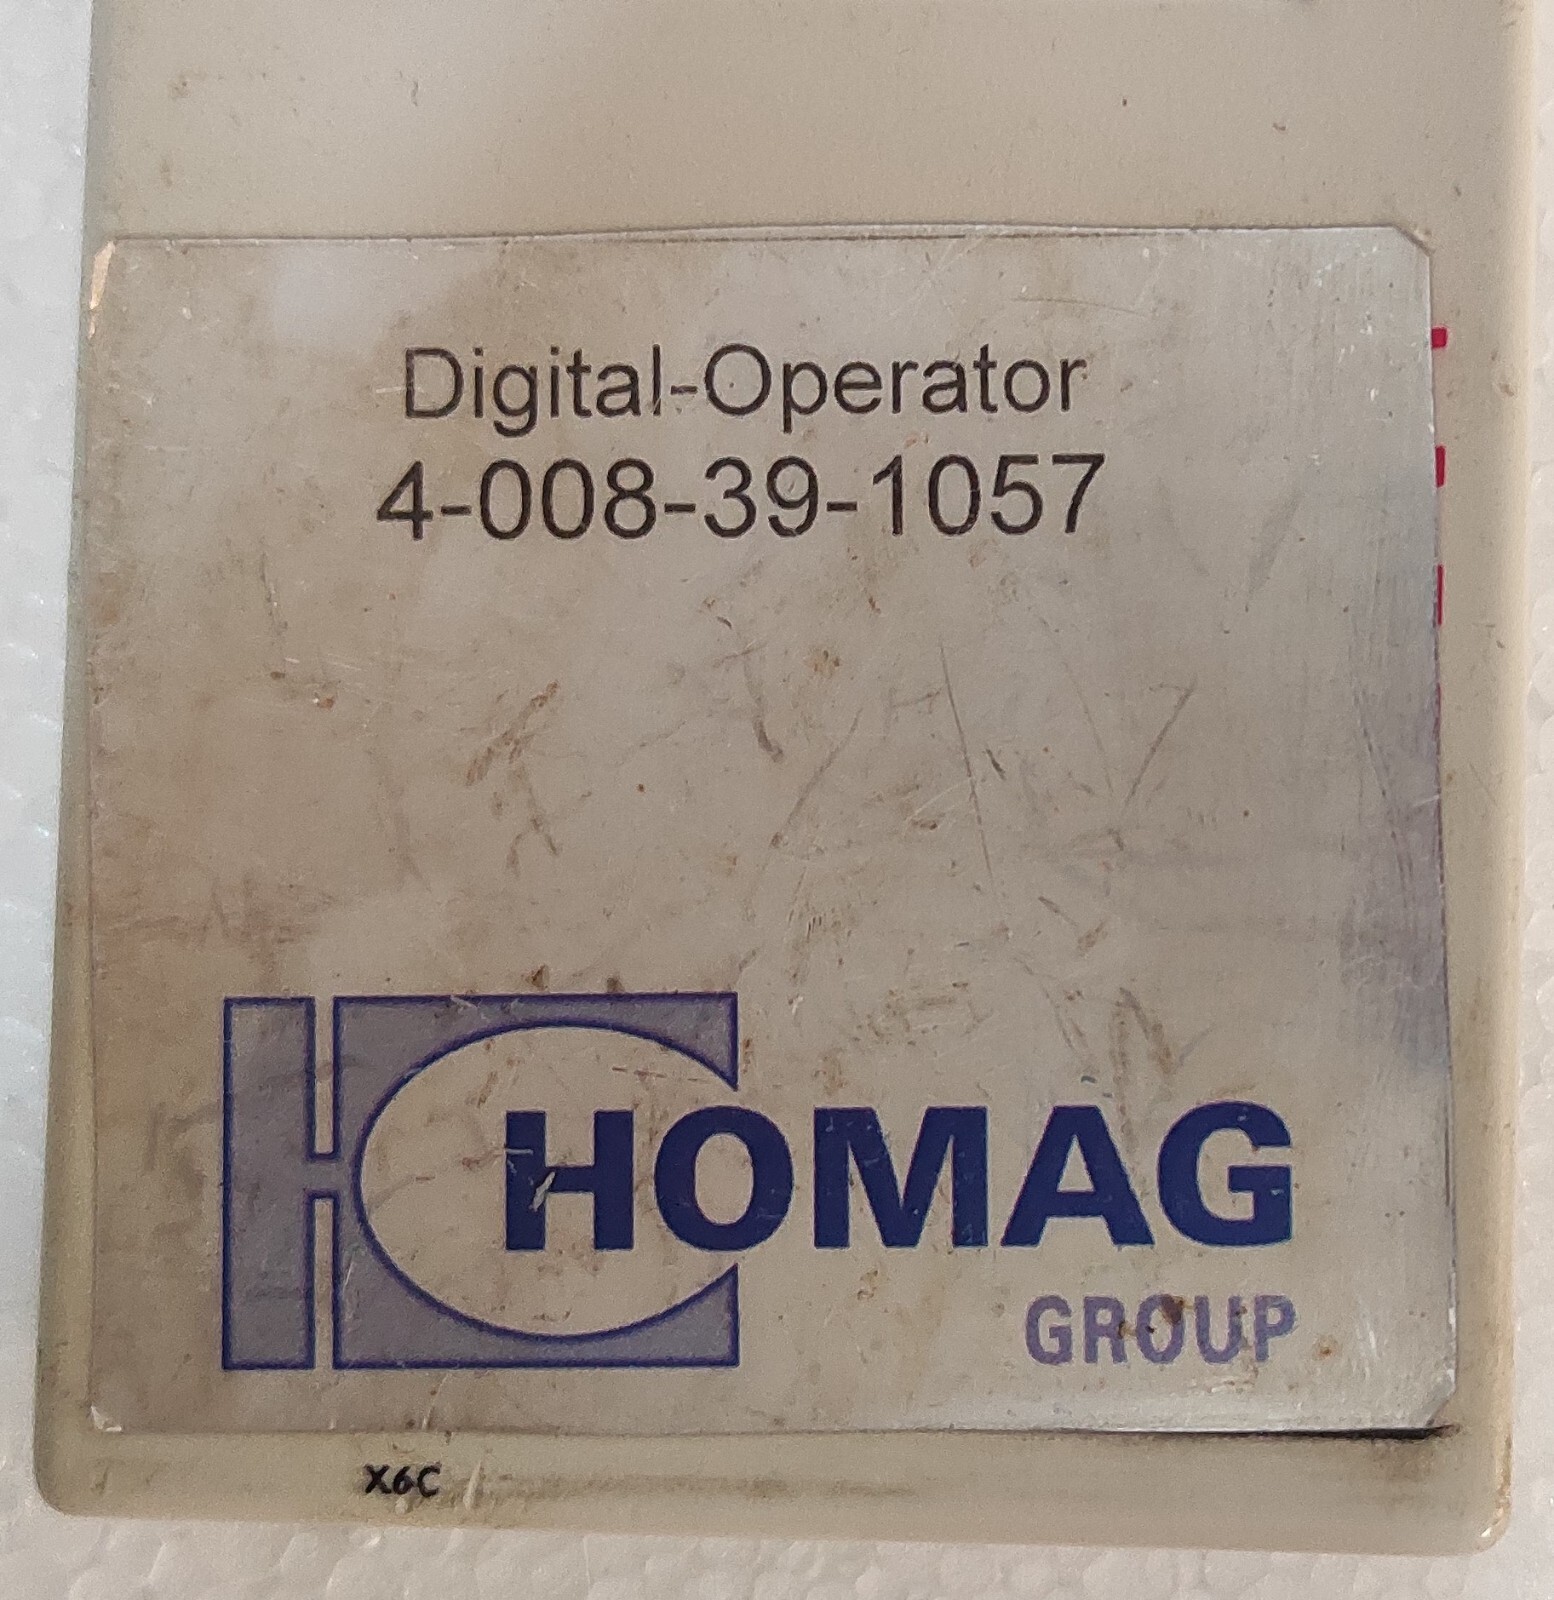 Digital-Operator
4-008-39-1057
HOMAG
GROUP
X6C